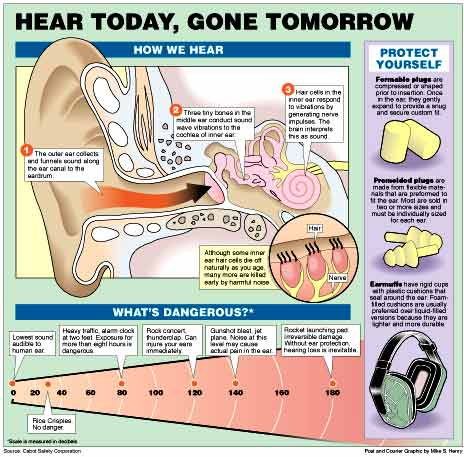 HEAR TODAY, GONE TOMORROW
HOW WE HEAR
1 The outer ear collects
and funnels sound along
the ear canal to the
eardrum.
2 Three tiny bones in the
middle ear conduct sound
wave vibrations to the
cochlea of inner ear.
3 Hair cells in the
inner ear respond
to vibrations by
generating nerve
impulses. The
brain interprets
this as sound.
Although some inner
ear hair cells die off
naturally as you age,
many more are killed
early by harmful noise
Hair
Nerve
PROTECT
YOURSELF
Formable plugs are
compressed or shaped
prior to insertion. Once
in the ear, they gently
expand to provide a snug
and secure custom fit.
Premolded plugs are
made from flexible mate-
rials that are preformed to
fit the ear. Most are sold in
two or more sizes and
must be individually sized
for each ear.
Earmuffs have rigid cups
with plastic cushions that
seal around the ear. Foam-
filled cushions are usually
preferred over liquid-filled
versions because they are
lighter and more durable.
WHAT'S DANGEROUS?*
Lowest sound
audible to
human ear.
Heavy traffic, alarm clock
at two feet. Exposure for
more than eight hours is
dangerous.
Rock concert,
thunderclap. Can
injure your ears
immediately.
Gunshot blast, jet
plane. Noise at this
level may cause
actual pain in the ear.
Rocket launching pad
irreversible damage.
Without ear protection,
hearing loss is inevitable.
0 20 40 60 80 100 120 140 160 180
Rice Crispies.
No danger.
*Scale is measured in decibels
Source: Cabot Safety Corporation
Post and Courier Graphic by Mike S. Henry